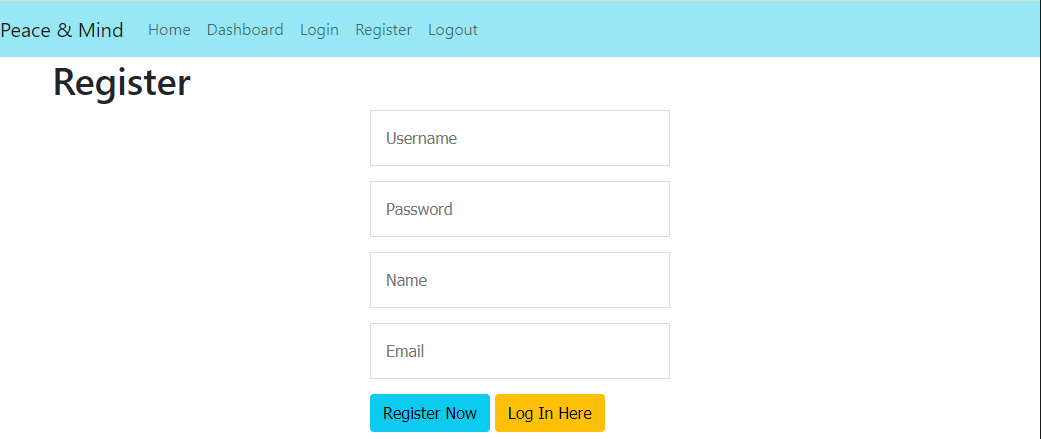 Peace & Mind Home Dashboard Login Register Logout
Register
Username
Password
Name
Email
Register Now Log In Here